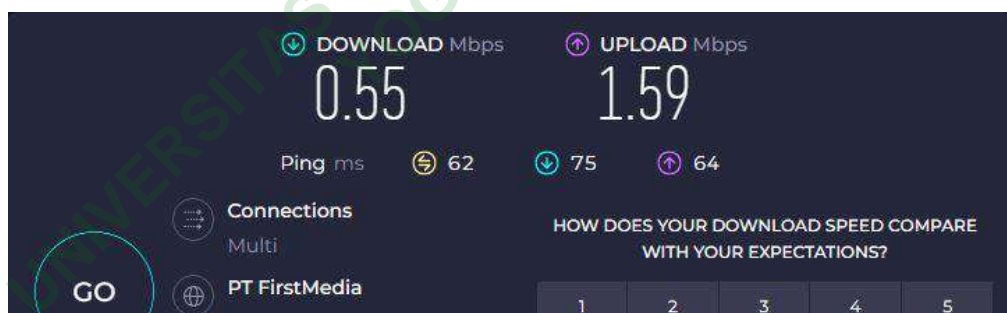 DOWNLOAD Mbps UPLOAD Mbps
0.55 1.59
Ping ms 62 75 64
Connections
Multi
HOW DOES YOUR DOWNLOAD SPEED COMPARE
WITH YOUR EXPECTATIONS?
GO
PT FirstMedia
1 2 3 4 5
UNIVERSITAS